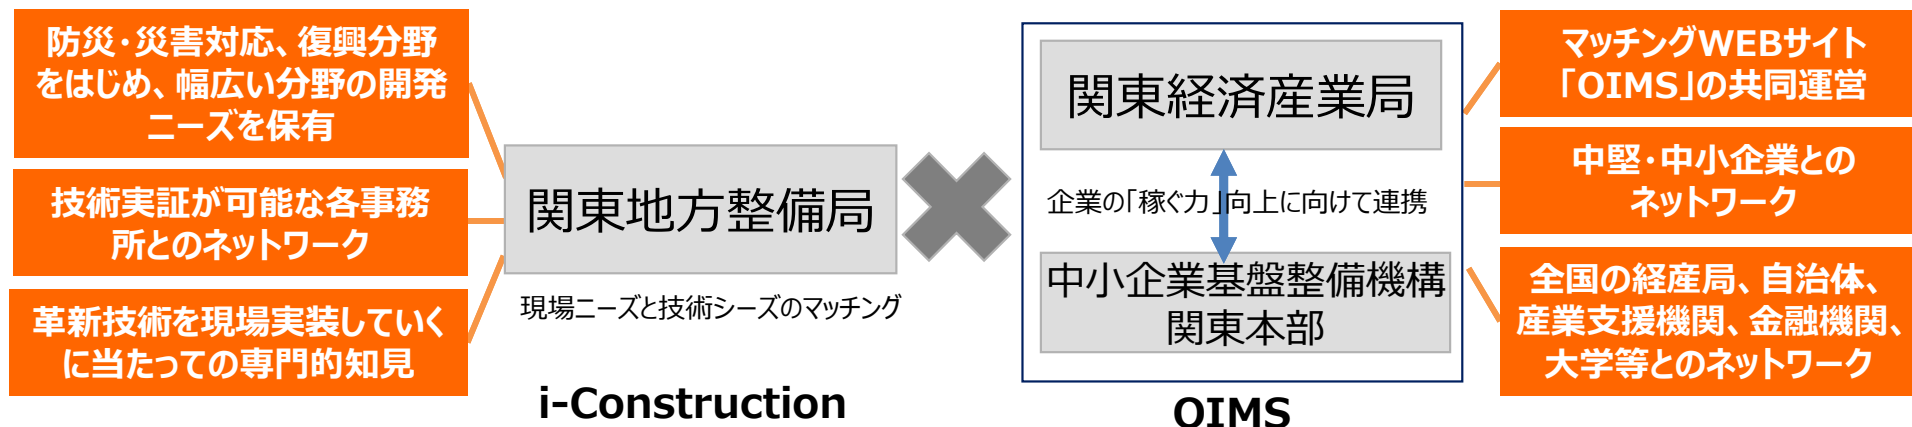 防災・災害対応、復興分野
をはじめ、幅広い分野の開発
ニーズを保有
技術実証が可能な各事務
所とのネットワーク
革新技術を現場実装していく
に当たっての専門的知見
関東地方整備局
現場ニーズと技術シーズのマッチング
i-Construction
関東経済産業局
企業の「稼ぐ力」向上に向けて連携
中小企業基盤整備機構
関東本部
OIMS
マッチングWEBサイト
「OIMS」の共同運営
中堅・中小企業との
ネットワーク
全国の経産局、自治体、
産業支援機関、金融機関、
大学等とのネットワーク